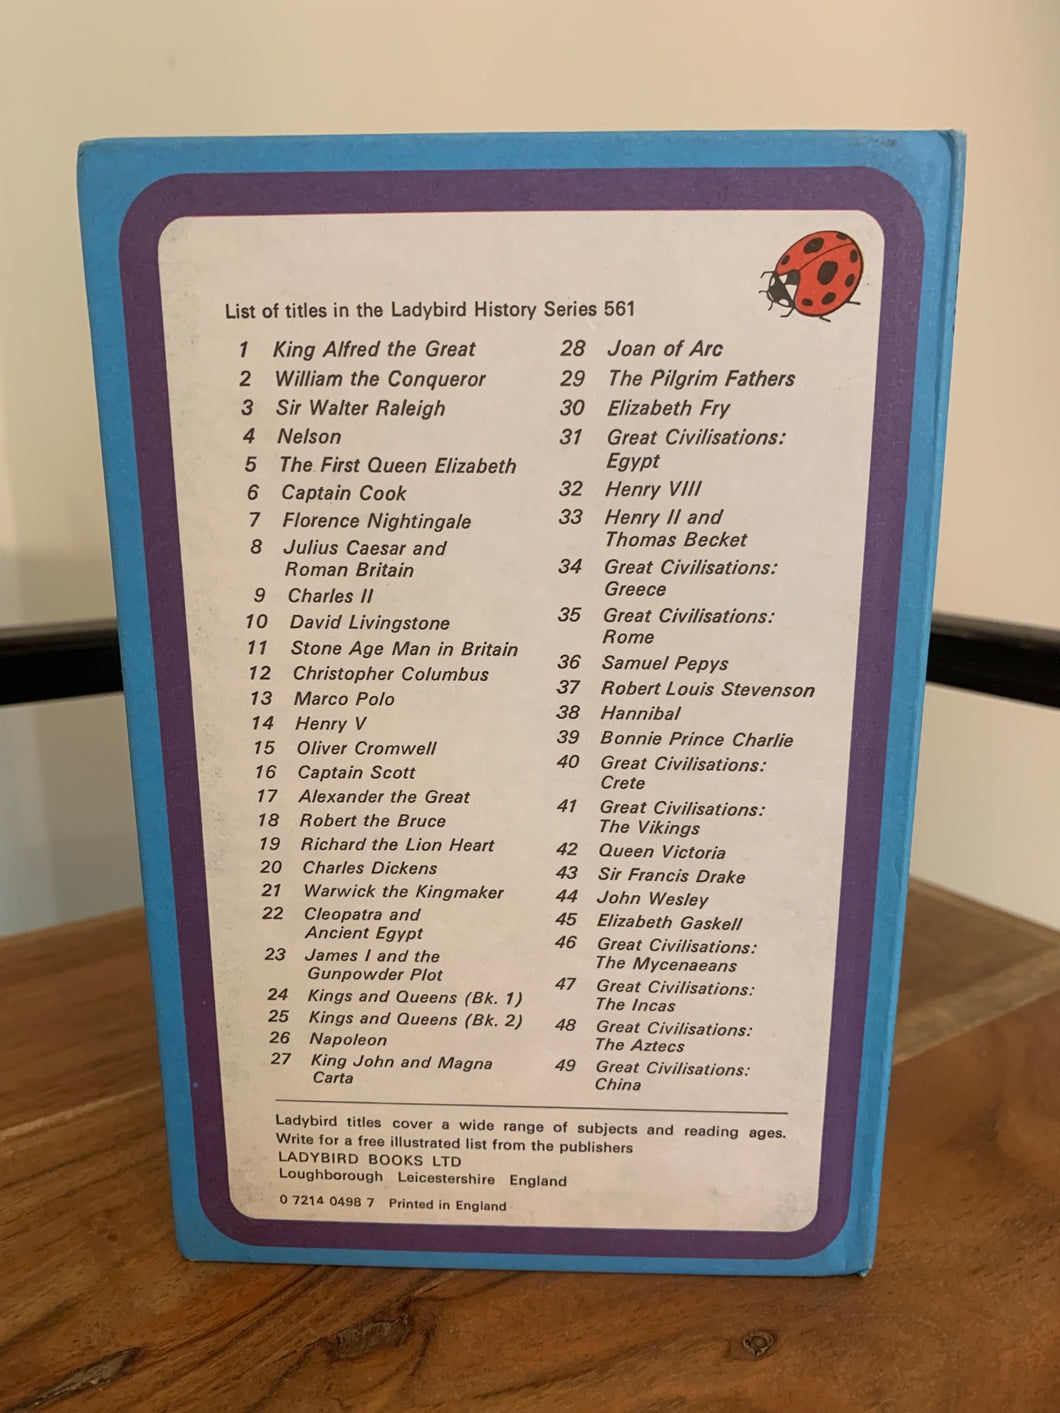 List of titles in the Ladybird History Series 561
1 King Alfred the Great
2 William the Conqueror
3 Sir Walter Raleigh
4 Nelson
5 The First Queen Elizabeth
6 Captain Cook
7 Florence Nightingale
8 Julius Caesar and
Roman Britain
9 Charles II
10 David Livingstone
11 Stone Age Man in Britain
12 Christopher Columbus
13 Marco Polo
14 Henry V
15 Oliver Cromwell
16 Captain Scott
17 Alexander the Great
18 Robert the Bruce
19 Richard the Lion Heart
20 Charles Dickens
21 Warwick the Kingmaker
22 Cleopatra and
Ancient Egypt
23 James I and the
Gunpowder Plot
24 Kings and Queens (Bk. 1)
25 Kings and Queens (Bk. 2)
26 Napoleon
27 King John and Magna
Carta
28 Joan of Arc
29 The Pilgrim Fathers
30 Elizabeth Fry
31 Great Civilisations:
Egypt
32 Henry VIII
33 Henry II and
Thomas Becket
34 Great Civilisations:
Greece
35 Great Civilisations:
Rome
36 Samuel Pepys
37 Robert Louis Stevenson
38 Hannibal
39 Bonnie Prince Charlie
40 Great Civilisations:
Crete
41 Great Civilisations:
The Vikings
42 Queen Victoria
43 Sir Francis Drake
44 John Wesley
45 Elizabeth Gaskell
46 Great Civilisations:
The Mycenaeans
47 Great Civilisations:
The Incas
48 Great Civilisations:
The Aztecs
49 Great Civilisations:
China
Ladybird titles cover a wide range of subjects and reading ages.
Write for a free illustrated list from the publishers
LADYBIRD BOOKS LTD
Loughborough Leicestershire England
0 7214 0498 7 Printed in England